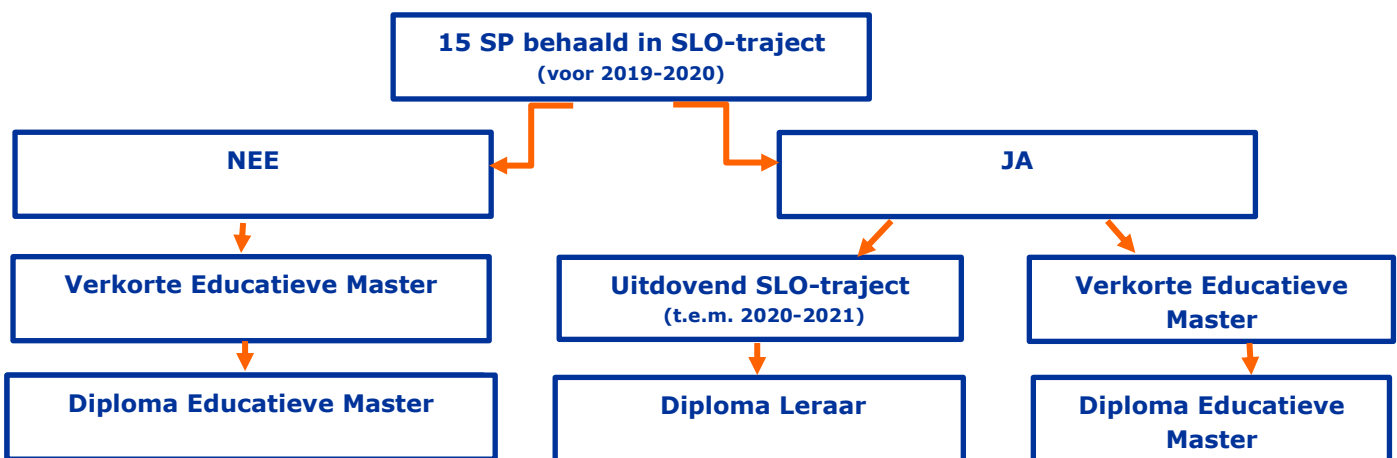 15 SP behaald in SLO-traject
(voor 2019-2020)
NEE
JA
Verkorte Educatieve Master
Uitdovend SLO-traject
(t.e.m. 2020-2021)
Verkorte Educatieve
Master
Diploma Educatieve Master
Diploma Leraar
Diploma Educatieve
Master